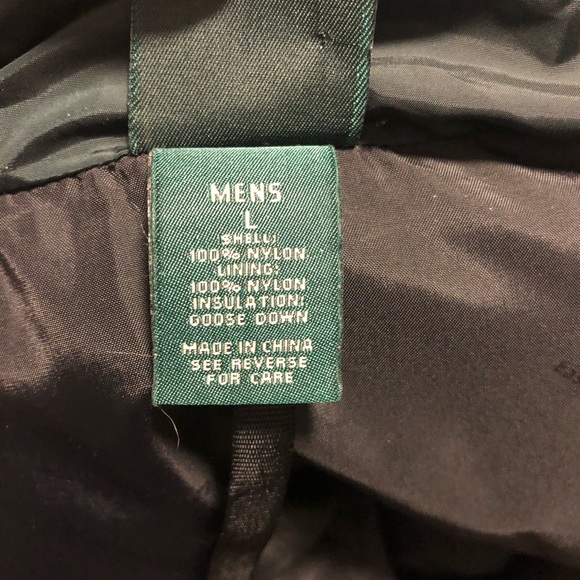 MENS
L
SHELL:
100% NYLON
LINING:
100% NYLON
INSULATION:
GOOSE DOWN
MADE IN CHINA
SEE REVERSE
FOR CARE